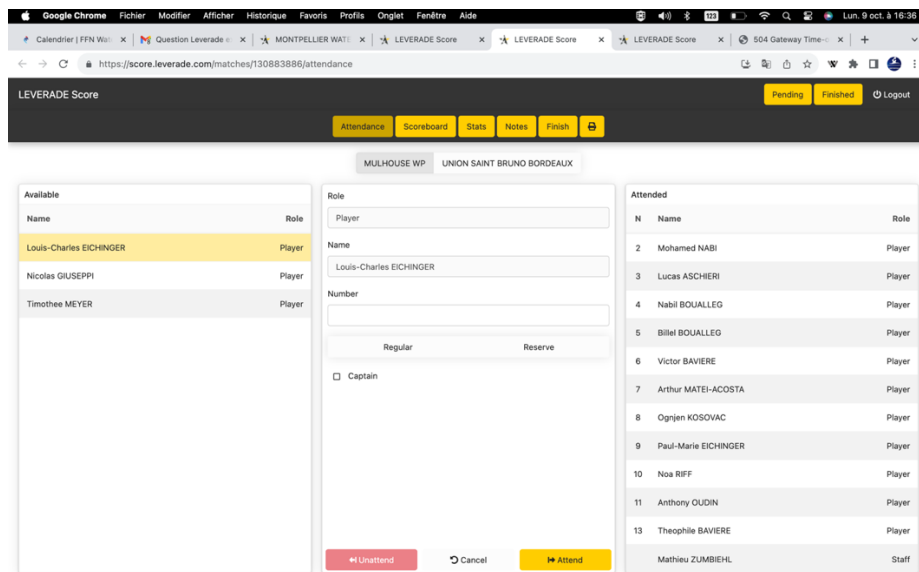 Google Chrome Fichier Modifier Afficher Historique Favoris Profils Onglet Fenêtre Aide 123 Lun. 9 oct. à 16:36
Calendrier | FFN Wat Question Leverade e MONTPELLIER WATE LEVERADE Score LEVERADE Score LEVERADE Score 504 Gateway Time-o
https://score.leverade.com/matches/130883886/attendance
LEVERADE Score Pending Finished Logout
Attendance Scoreboard Stats Notes Finish
MULHOUSE WP UNION SAINT BRUNO BORDEAUX
Available
Name Role
Louis-Charles EICHINGER Player
Nicolas GIUSEPPI Player
Timothee MEYER Player
Role
Player
Name
Louis-Charles EICHINGER
Number
Regular Reserve
Captain
Unattend Cancel Attend
Attended
N Name Role
2 Mohamed NABI Player
3 Lucas ASCHIERI Player
4 Nabil BOUALLEG Player
5 Billel BOUALLEG Player
6 Victor BAVIERE Player
7 Arthur MATEI-ACOSTA Player
8 Ognjen KOSOVAC Player
9 Paul-Marie EICHINGER Player
10 Noa RIFF Player
11 Anthony OUDIN Player
13 Theophile BAVIERE Player
Mathieu ZUMBIEHL Staff